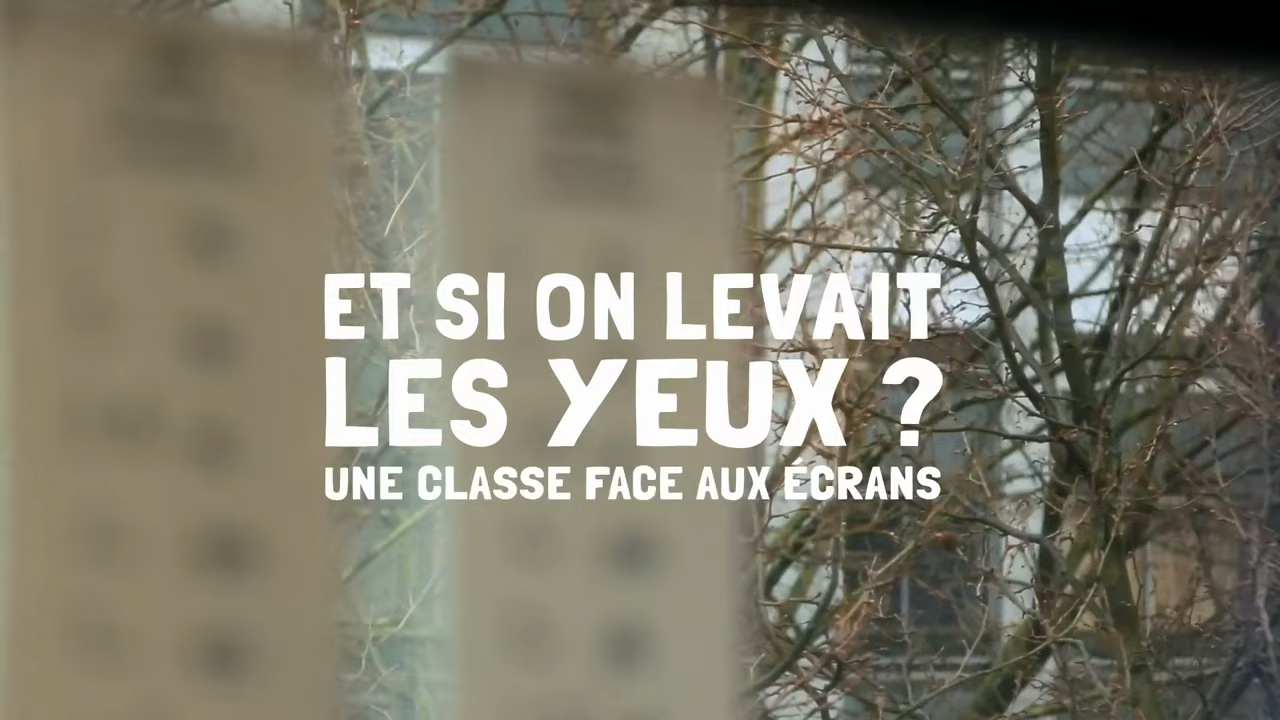 ET SI ON LEVAIT
LES YEUX ?
UNE CLASSE FACE AUX ÉCRANS